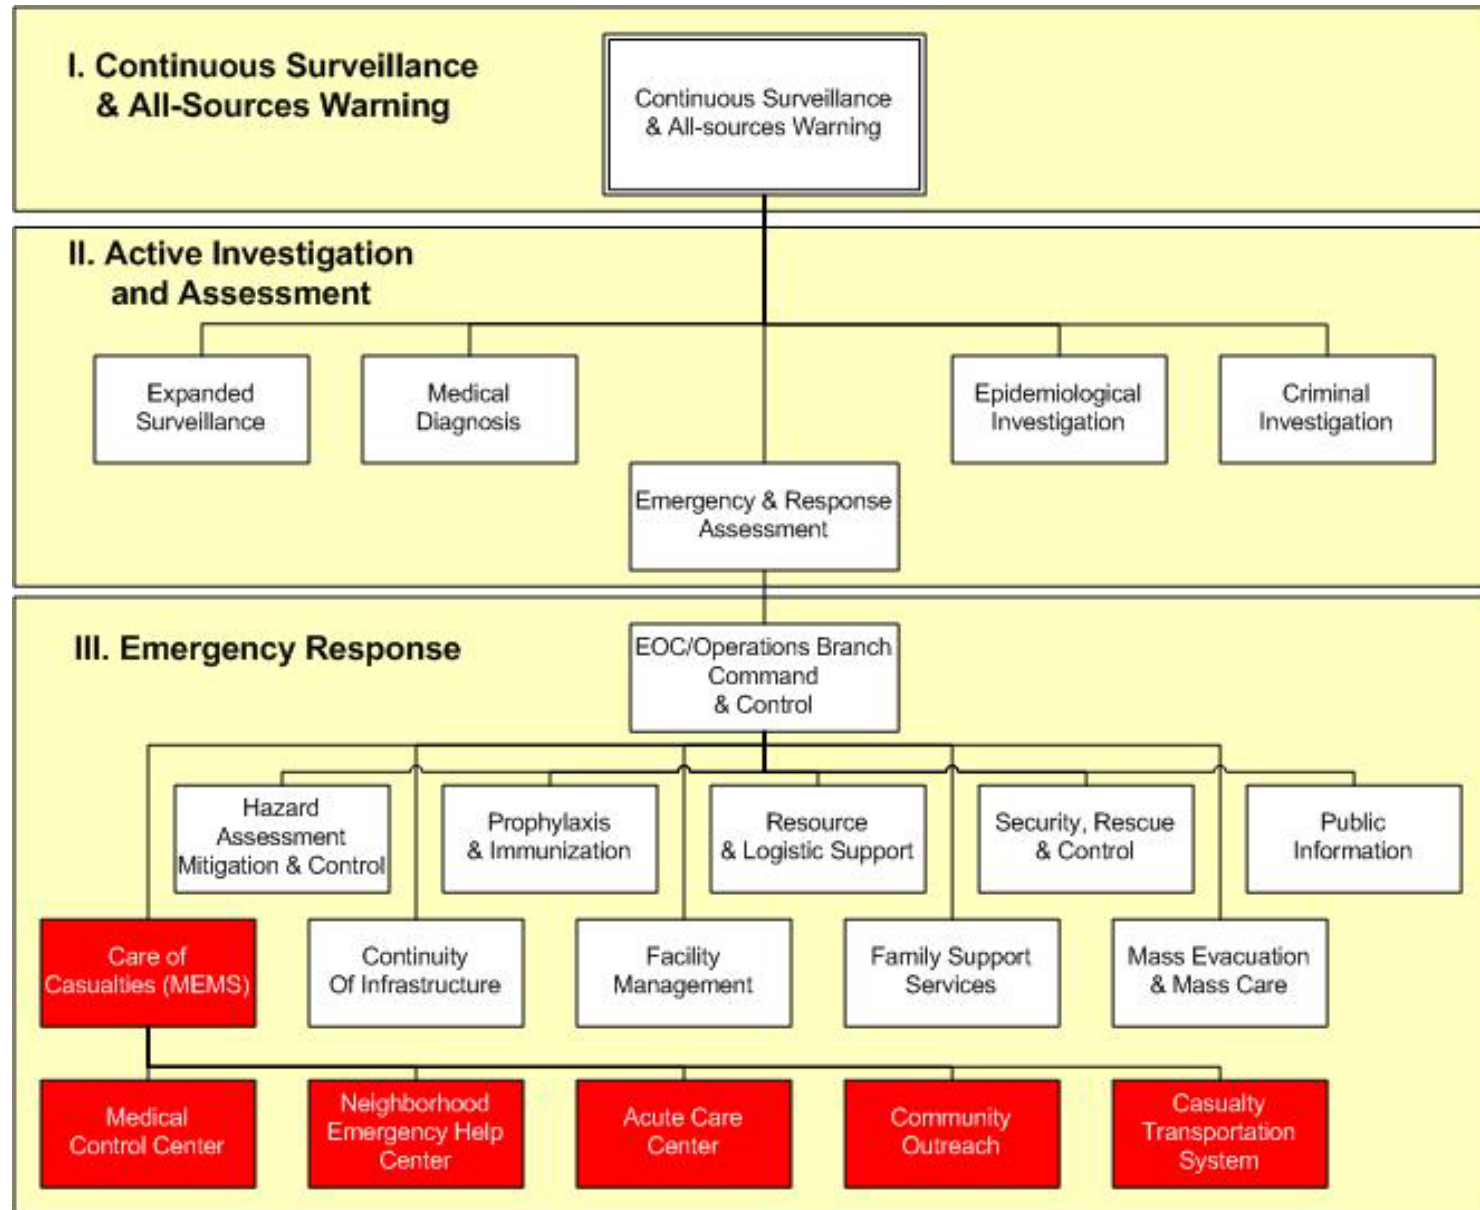 I. Continuous Surveillance
& All-Sources Warning
Continuous Surveillance
& All-sources Warning
II. Active Investigation
and Assessment
Expanded
Surveillance
Medical
Diagnosis
Epidemiological
Investigation
Criminal
Investigation
Emergency & Response
Assessment
III. Emergency Response
EOC/Operations Branch
Command
& Control
Hazard
Assessment
Mitigation & Control
Prophylaxis
& Immunization
Resource
& Logistic Support
Security, Rescue
& Control
Public
Information
Care of
Casualties (MEMS)
Continuity
Of Infrastructure
Facility
Management
Family Support
Services
Mass Evacuation
& Mass Care
Medical
Control Center
Neighborhood
Emergency Help
Center
Acute Care
Center
Community
Outreach
Casualty
Transportation
System